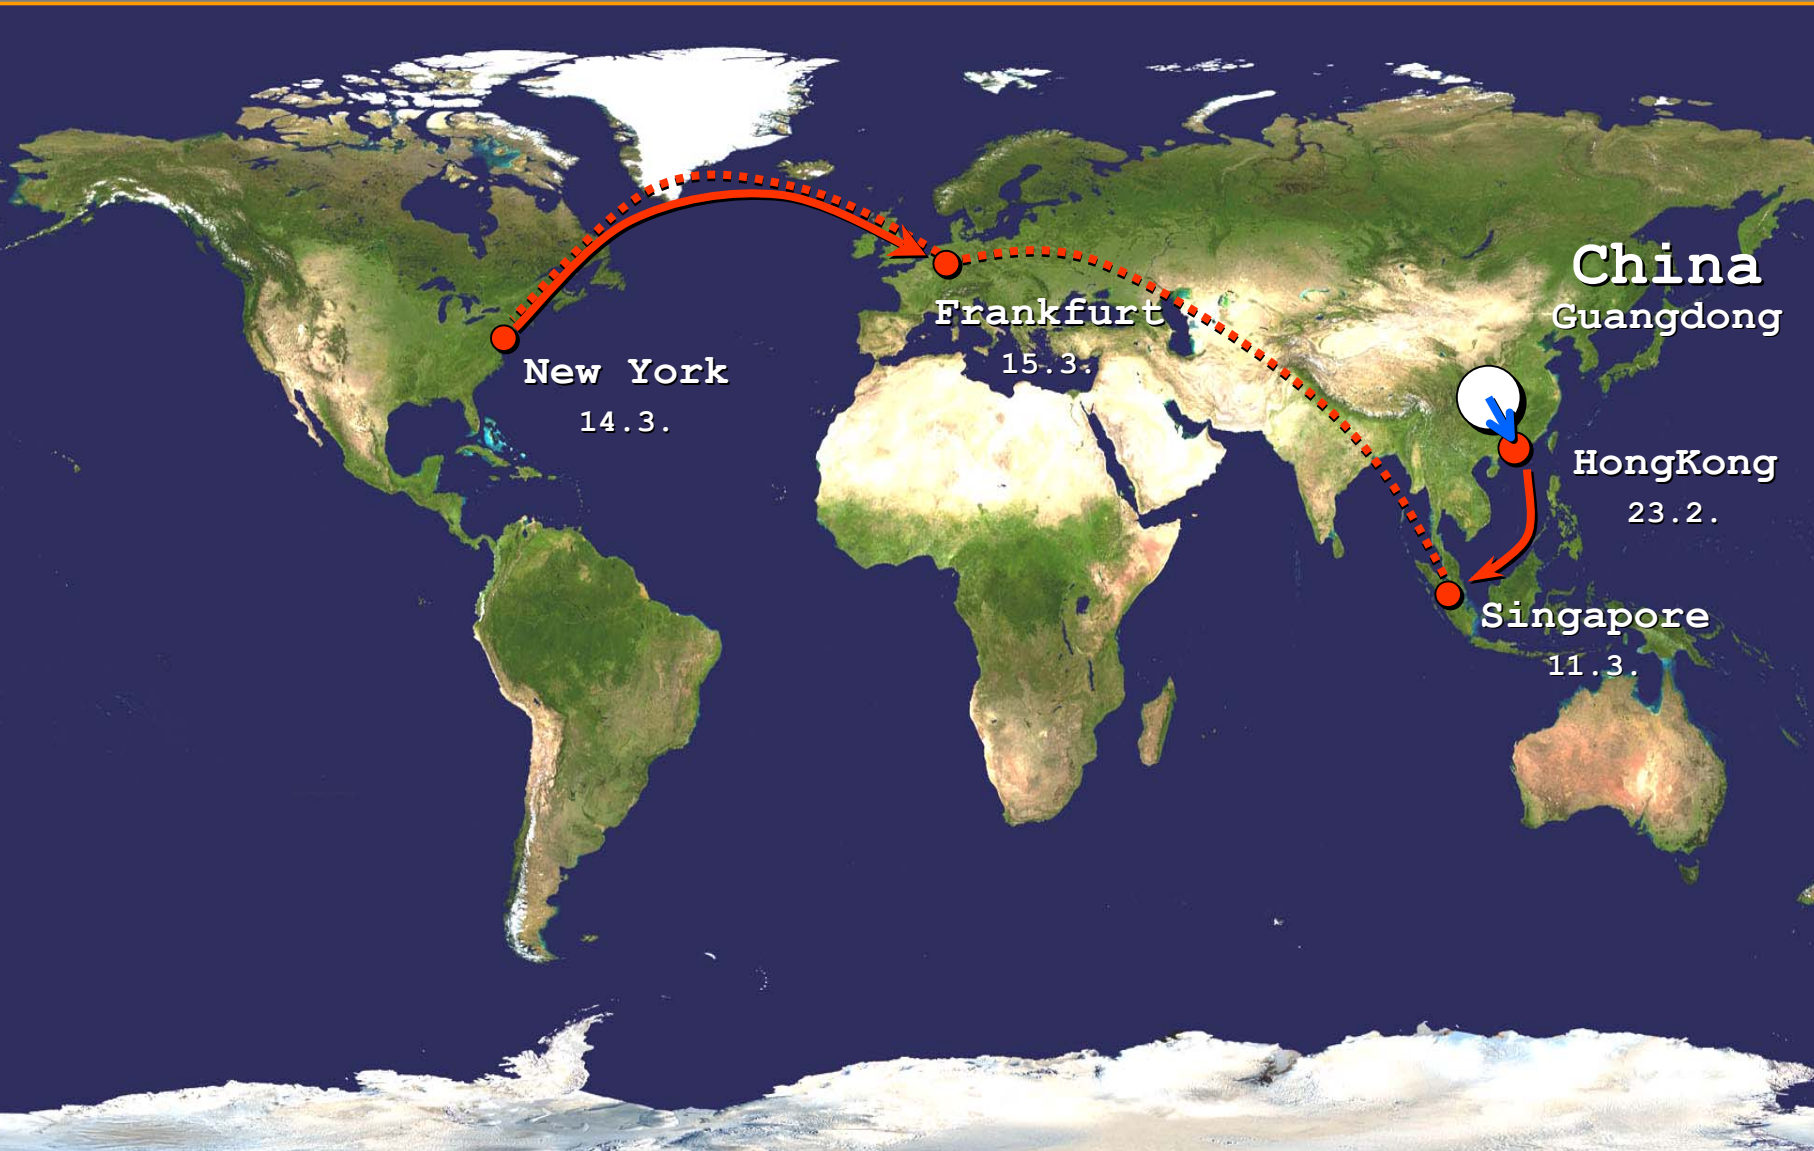 China
Guangdong
Frankfurt
15.3.
New York
14.3.
HongKong
23.2.
Singapore
11.3.